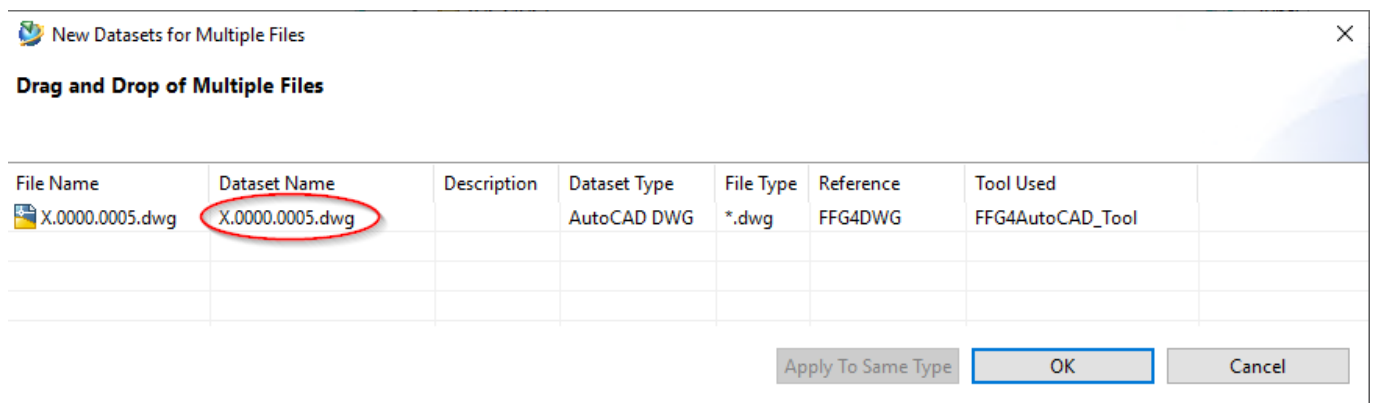 New Datasets for Multiple Files
Drag and Drop of Multiple Files
File Name Dataset Name Description Dataset Type File Type Reference Tool Used
X.0000.0005.dwg X.0000.0005.dwg AutoCAD DWG *.dwg FFG4DWG FFG4AutoCAD_Tool
Apply To Same Type OK Cancel